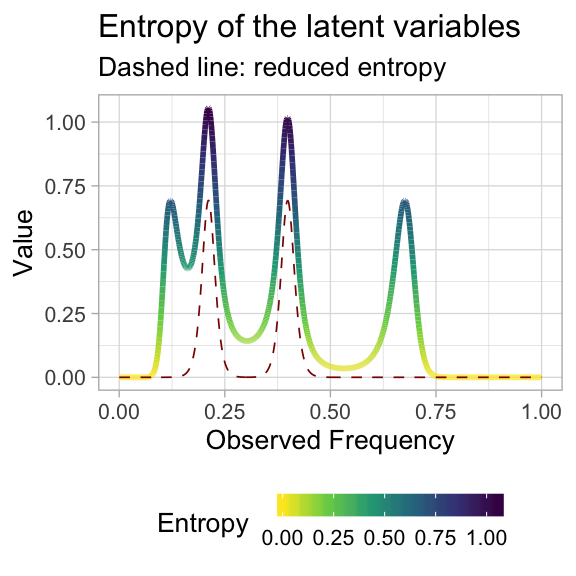 Entropy of the latent variables
Dashed line: reduced entropy
1.00
0.75
0.50
0.25
0.00
Value
0.00 0.25 0.50 0.75 1.00
Observed Frequency
Entropy
0.00 0.25 0.50 0.75 1.00